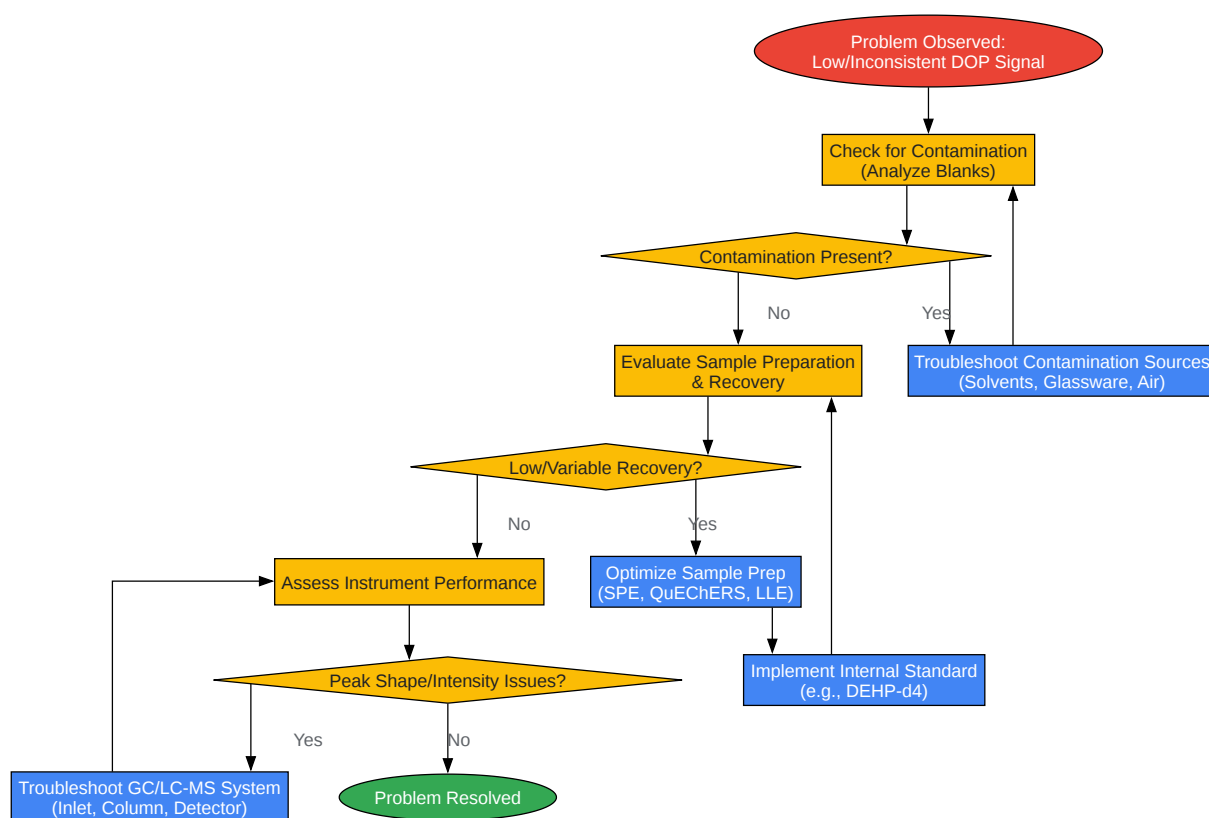 Problem Observed:
Low/Inconsistent DOP Signal
Check for Contamination
(Analyze Blanks)
Contamination Present?
No
Yes
Evaluate Sample Preparation
& Recovery
Troubleshoot Contamination Sources
(Solvents, Glassware, Air)
Low/Variable Recovery?
No
Yes
Assess Instrument Performance
Optimize Sample Prep
(SPE, QuEChERS, LLE)
Implement Internal Standard
(e.g., DEHP-d4)
Peak Shape/Intensity Issues?
Yes
No
Troubleshoot GC/LC-MS System
(Inlet, Column, Detector)
Problem Resolved